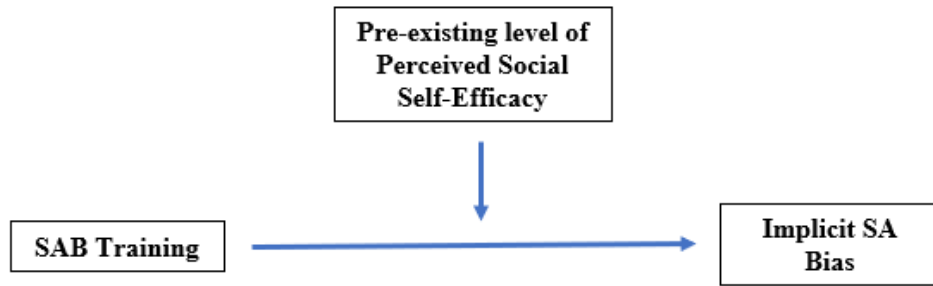 Pre-existing level of
Perceived Social
Self-Efficacy
SAB Training
Implicit SA
Bias